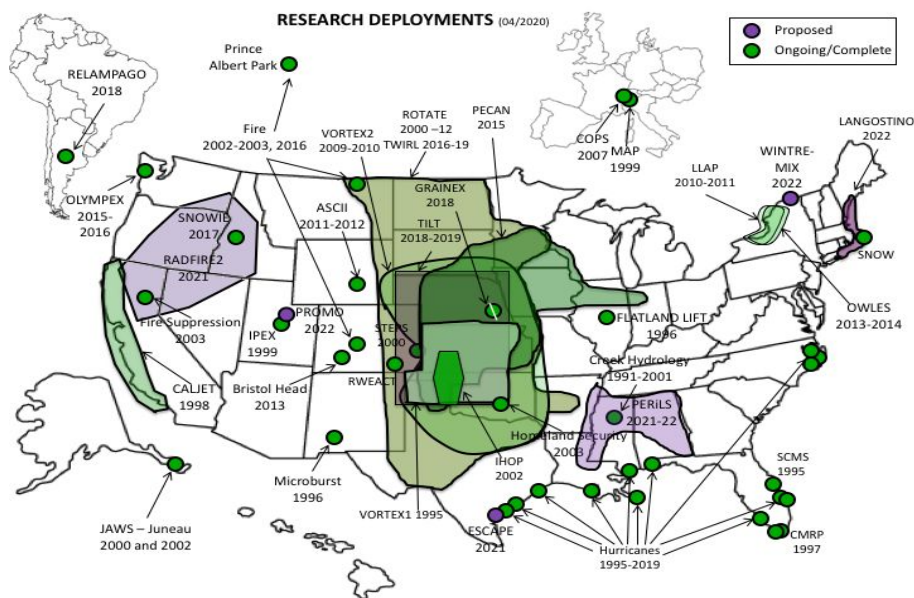 RESEARCH DEPLOYMENTS (04/2020)
Proposed
Ongoing/Complete
Prince
Albert Park
RELAMPAGO
2018
Fire
2002-2003, 2016
VORTEX2
2009-2010
ROTATE
2000 –12
TWIRL 2016-19
PECAN
2015
COPS
2007
MAP
1999
LANGOSTINO
2022
WINTRE-
MIX
2022
LLAP
2010-2011
OLYMPEX
2015-
2016
SNOWIE
2017
ASCII
2011-2012
GRAINEX
2018
TILT
2018-2019
SNOW
RADFIRE2
2021
OWLES
2013-2014
Fire Suppression
2003
IPEX
1999
PROMO
2022
STEPS
2000
FLATLAND LIFT
1996
Creek Hydrology
1991-2001
CALJET
1998
Bristol Head
2013
RWEACT
PERiLS
2021-22
Homeland Security
2003
Microburst
1996
IHOP
2002
SCMS
1995
VORTEX1 1995
JAWS – Juneau
2000 and 2002
ESCAPE
2021
Hurricanes
1995-2019
CMRP
1997